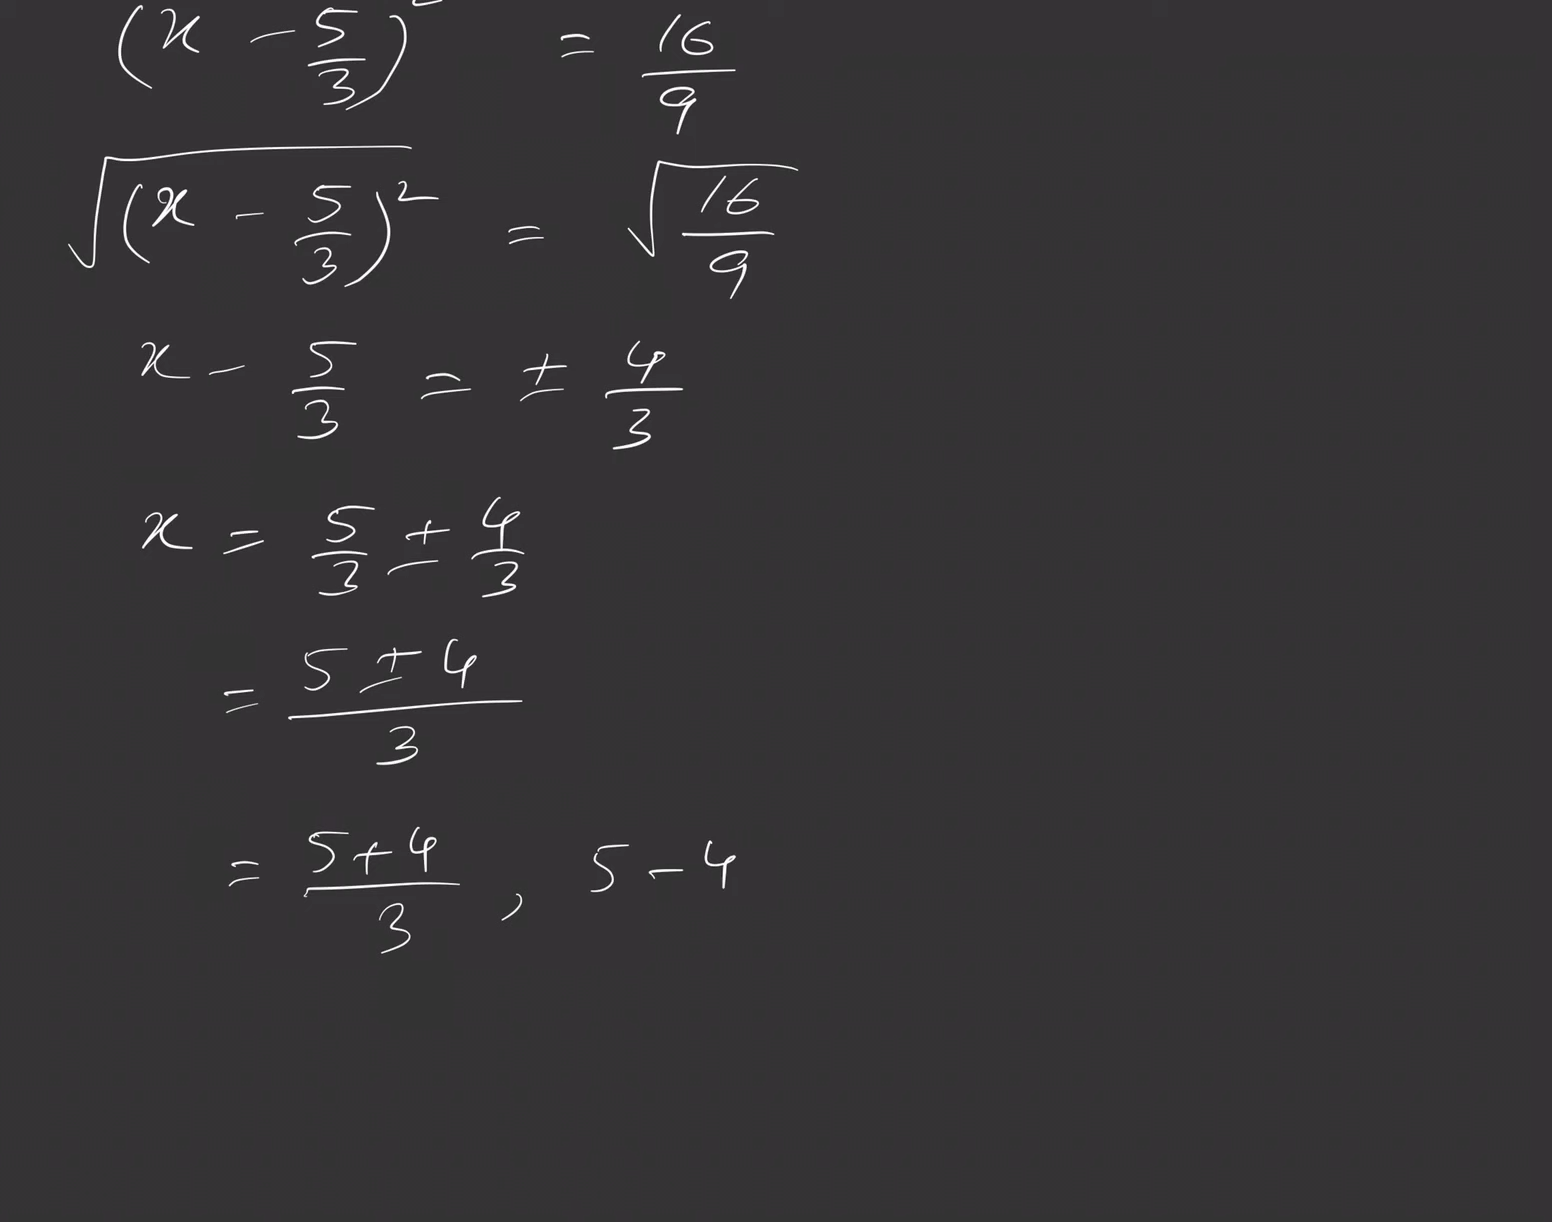 (x - 5/3)² = 16/9
√(x - 5/3)² = √16/9
x - 5/3 = ± 4/3
x = 5/3 ± 4/3
= 5 ± 4 / 3
= 5+4 / 3 , 5 - 4